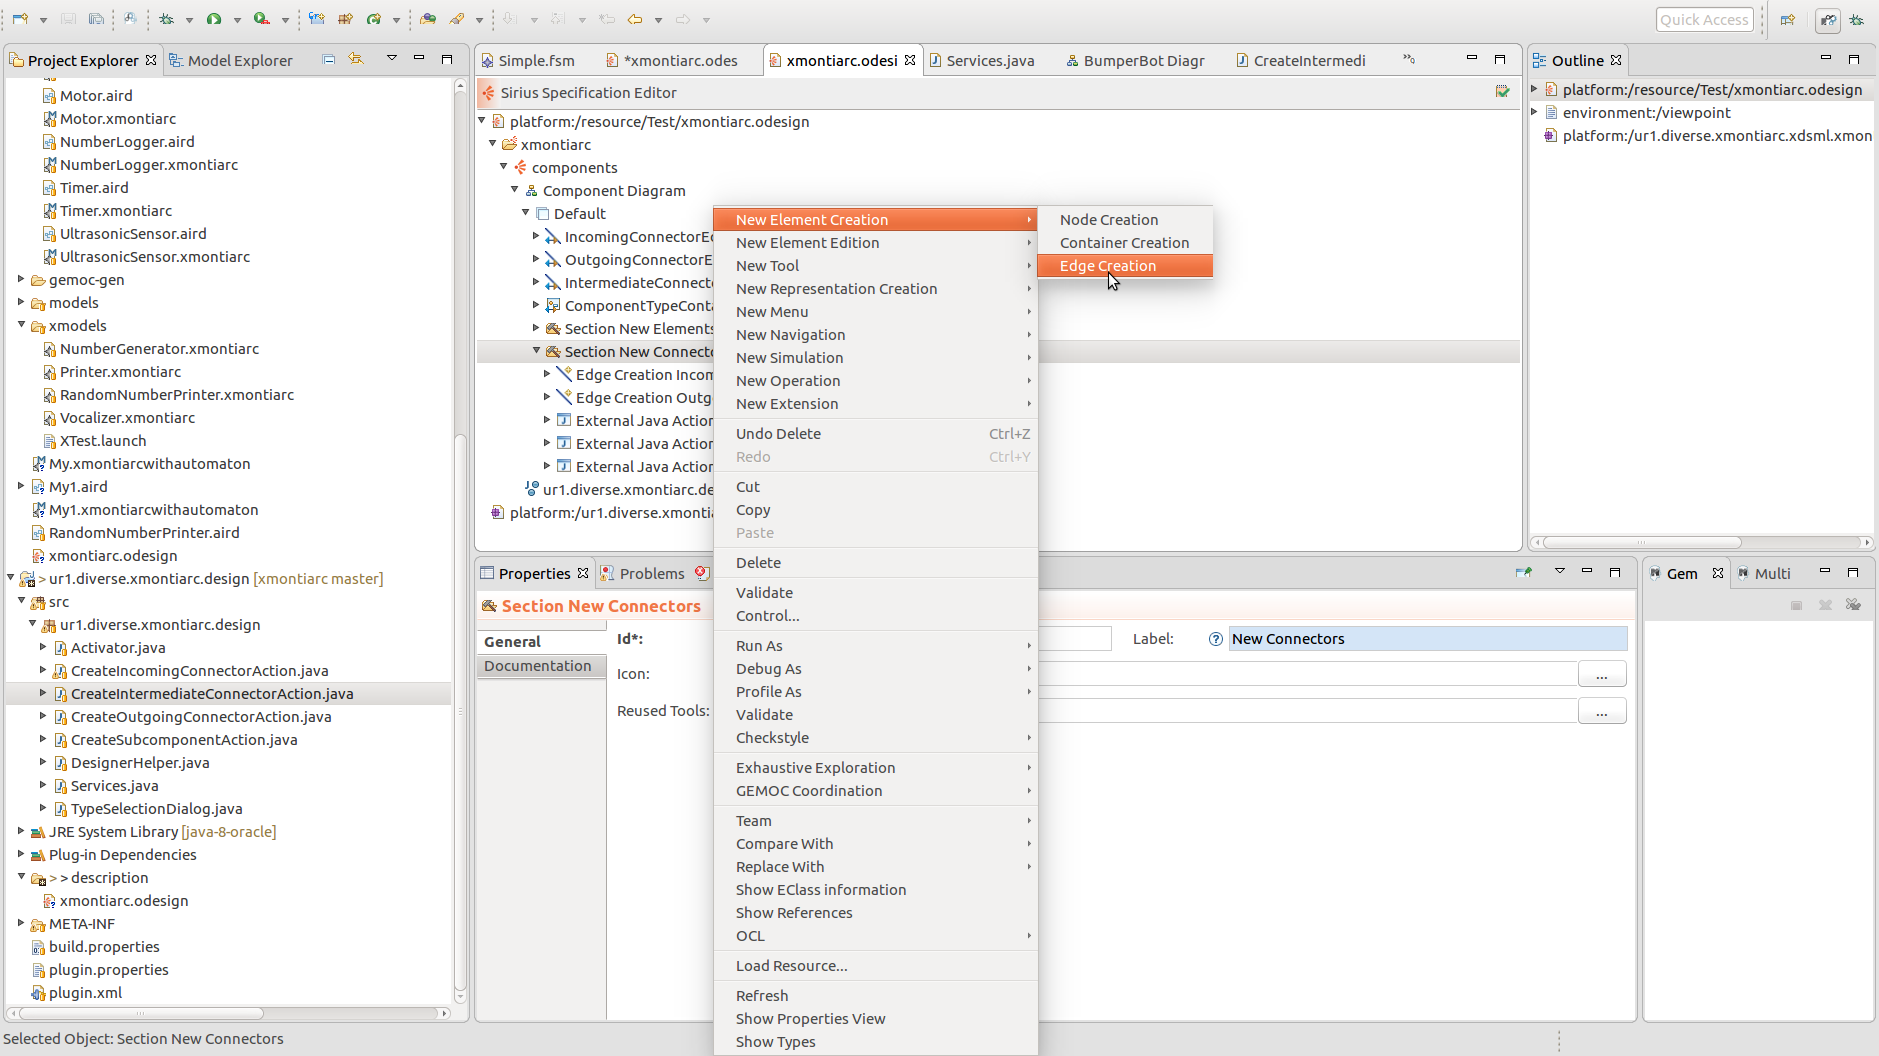 Quick Access
Project Explorer
Model Explorer
Motor.aird
Motor.xmontiarc
NumberLogger.aird
NumberLogger.xmontiarc
Timer.aird
Timer.xmontiarc
UltrasonicSensor.aird
UltrasonicSensor.xmontiarc
gemoc-gen
models
xmodels
NumberGenerator.xmontiarc
Printer.xmontiarc
RandomNumberPrinter.xmontiarc
Vocalizer.xmontiarc
XTest.launch
My.xmontiarcwithautomaton
My1.aird
My1.xmontiarcwithautomaton
RandomNumberPrinter.aird
xmontiarc.odesign
> ur1.diverse.xmontiarc.design [xmontiarc master]
src
ur1.diverse.xmontiarc.design
Activator.java
CreateIncomingConnectorAction.java
CreateIntermediateConnectorAction.java
CreateOutgoingConnectorAction.java
CreateSubcomponentAction.java
DesignerHelper.java
Services.java
TypeSelectionDialog.java
JRE System Library [java-8-oracle]
Plug-in Dependencies
> > description
xmontiarc.odesign
META-INF
build.properties
plugin.properties
plugin.xml
Selected Object: Section New Connectors
Simple.fsm
*xmontiarc.odes
xmontiarc.odesi
Services.java
BumperBot Diagr
CreateIntermedi
Sirius Specification Editor
platform:/resource/Test/xmontiarc.odesign
xmontiarc
components
Component Diagram
Default
IncomingConnectorEd
OutgoingConnectorE
IntermediateConnecto
ComponentTypeConta
Section New Elements
Section New Connecto
Edge Creation Incom
Edge Creation Outg
External Java Action
External Java Action
External Java Action
ur1.diverse.xmontiarc.de
platform:/ur1.diverse.xmontia
New Element Creation
New Element Edition
New Tool
New Representation Creation
New Menu
New Navigation
New Simulation
New Operation
New Extension
Undo Delete Ctrl+Z
Redo Ctrl+Y
Cut
Copy
Paste
Delete
Validate
Control...
Run As
Debug As
Profile As
Validate
Checkstyle
Exhaustive Exploration
GEMOC Coordination
Team
Compare With
Replace With
Show EClass information
Show References
OCL
Load Resource...
Refresh
Show Properties View
Show Types
Node Creation
Container Creation
Edge Creation
Properties
Problems
Section New Connectors
General
Documentation
Id*:
Label: New Connectors
Icon:
...
Reused Tools:
...
Outline
platform:/resource/Test/xmontiarc.odesign
environment:/viewpoint
platform:/ur1.diverse.xmontiarc.xdsml.xmon
Gem
Multi